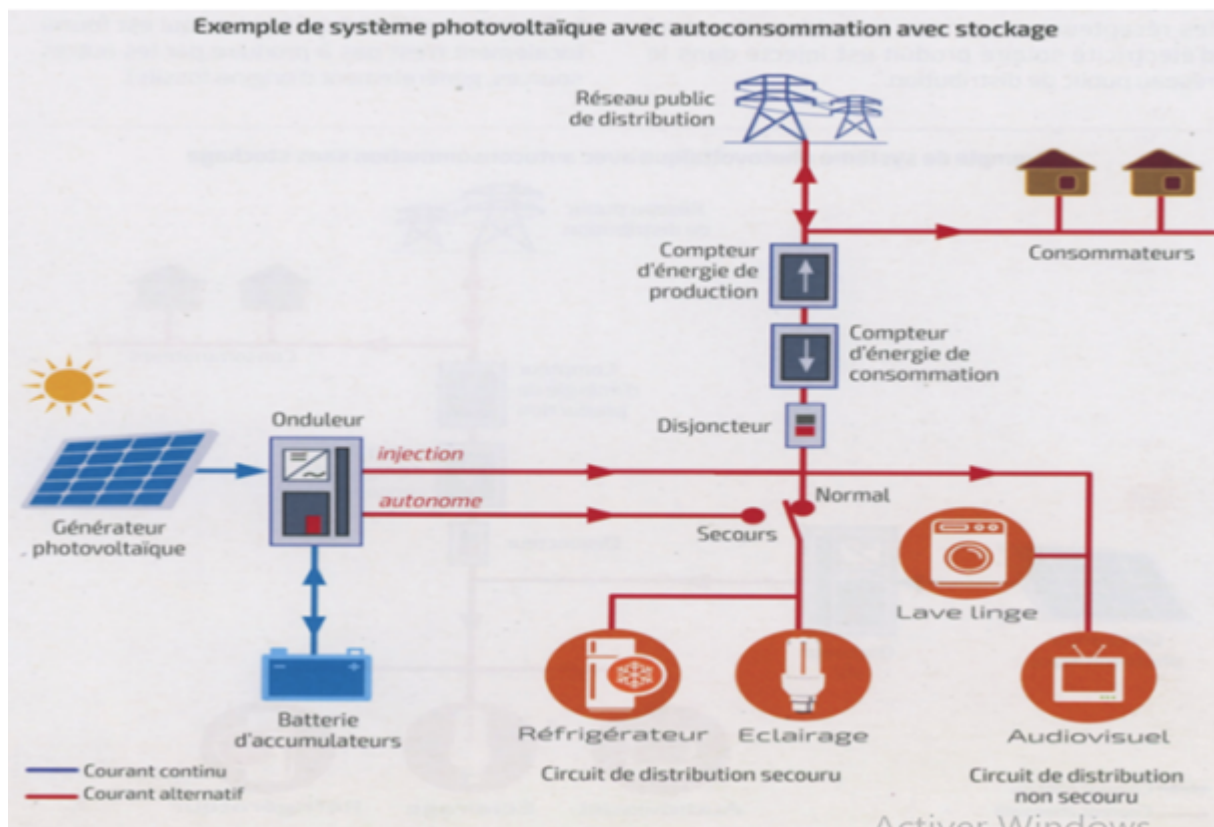 Exemple de système photovoltaïque avec autoconsommation avec stockage
Réseau public
de distribution
Compteur
d'énergie de
production
Consommateurs
Compteur
d'énergie de
consommation
Onduleur
Disjoncteur
injection
autonome
Normal
Secours
Générateur
photovoltaïque
Lave linge
Batterie
d'accumulateurs
Réfrigérateur
Eclairage
Audiovisuel
Circuit de distribution secouru
Circuit de distribution
non secouru
Courant continu
Courant alternatif
Activer Windows